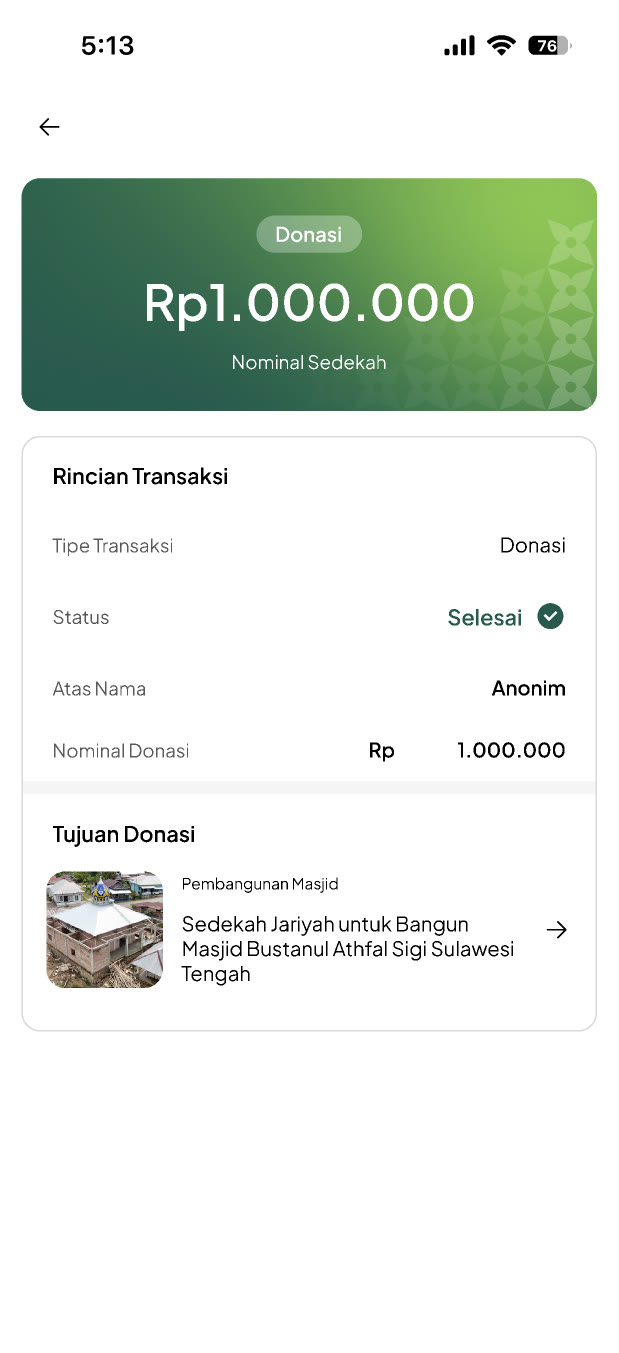 5:13
76
Donasi
Rp1.000.000
Nominal Sedekah
Rincian Transaksi
Tipe Transaksi Donasi
Status Selesai
Atas Nama Anonim
Nominal Donasi Rp 1.000.000
Tujuan Donasi
Pembangunan Masjid
Sedekah Jariyah untuk Bangun
Masjid Bustanul Athfal Sigi Sulawesi
Tengah